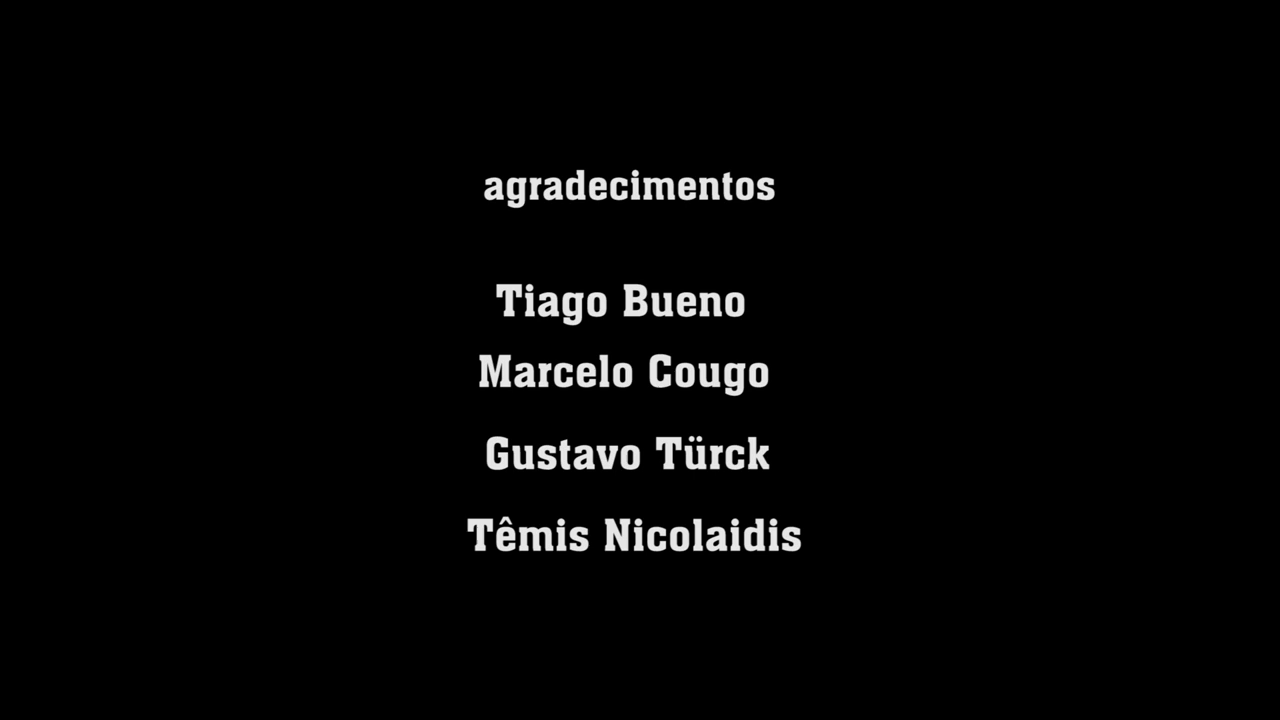 agradecimentos
Tiago Bueno
Marcelo Cougo
Gustavo Türck
Têmis Nicolaidis